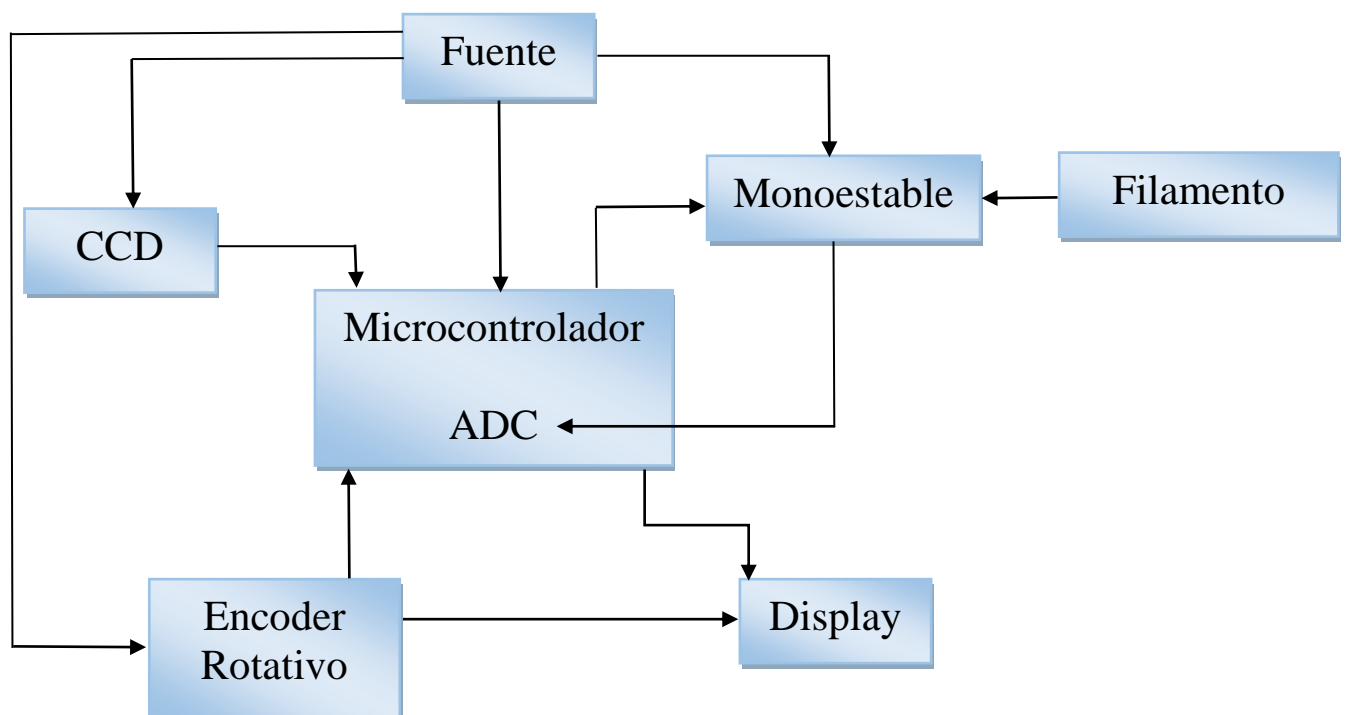 Fuente
Monoestable
Filamento
CCD
Microcontrolador
ADC
Encoder
Rotativo
Display